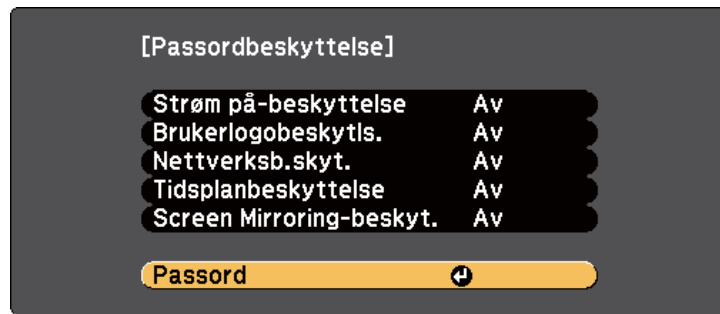 [Passordbeskyttelse]
Strøm på-beskyttelse Av
Brukerlogobeskytls. Av
Nettverksb.skyt. Av
Tidsplanbeskyttelse Av
Screen Mirroring-beskyt. Av
Passord